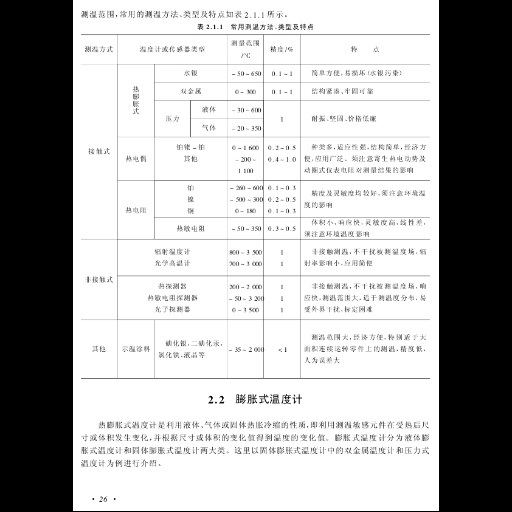 测温范围,常用的测温方法、类型及特点如表 2.1.1 所示。
表 2.1.1 常用测温方法、类型及特点
测温方式 温度计或传感器类型 测量范围/℃ 精度/% 特 点
接触式 热膨胀式 水银 -50~650 0.1~1 简单方便,易损坏(水银污染)
双金属 0~300 0.1~1 结构紧凑、牢固可靠
压力 液体 -30~600 1 耐振、坚固、价格低廉
气体 -20~350
热电偶 铂铑-铂 0~1 600 0.2~0.5 种类多、适应性强、结构简单、经济方
其他 -200~ 0.4~1.0 便、应用广泛。须注意寄生热电动势及
1 100 动圈式仪表电阻对测量结果的影响
热电阻 铂 -260~600 0.1~0.3 精度及灵敏度均较好,须注意环境温
镍 -500~300 0.2~0.5 度的影响
铜 0~180 0.1~0.3
热敏电阻 -50~350 0.3~0.5 体积小,响应快,灵敏度高,线性差,
须注意环境温度影响
非接触式 辐射温度计 800~3 500 1 非接触测温,不干扰被测温度场,辐
光学高温计 700~3 000 1 射率影响小,应用简便
热探测器 200~2 000 1 非接触测温,不干扰被测温度场,响
热敏电阻探测器 -50~3 200 1 应快,测温范围大,适于测温度分布,易
光子探测器 0~3 500 1 受外界干扰,标定困难
其他 示温涂料 碘化银、二碘化汞、 -35~2 000 <1 测温范围大,经济方便,特别适于大
氯化铁、液晶等 面积连续运转零件上的测温,精度低,
人为误差大
2.2 膨胀式温度计
热膨胀式温度计是利用液体、气体或固体热胀冷缩的性质,即利用测温敏感元件在受热后尺
寸或体积发生变化,并根据尺寸或体积的变化值得到温度的变化值。膨胀式温度计分为液体膨
胀式温度计和固体膨胀式温度计两大类。这里以固体膨胀式温度计中的双金属温度计和压力式
温度计为例进行介绍。
· 26 ·